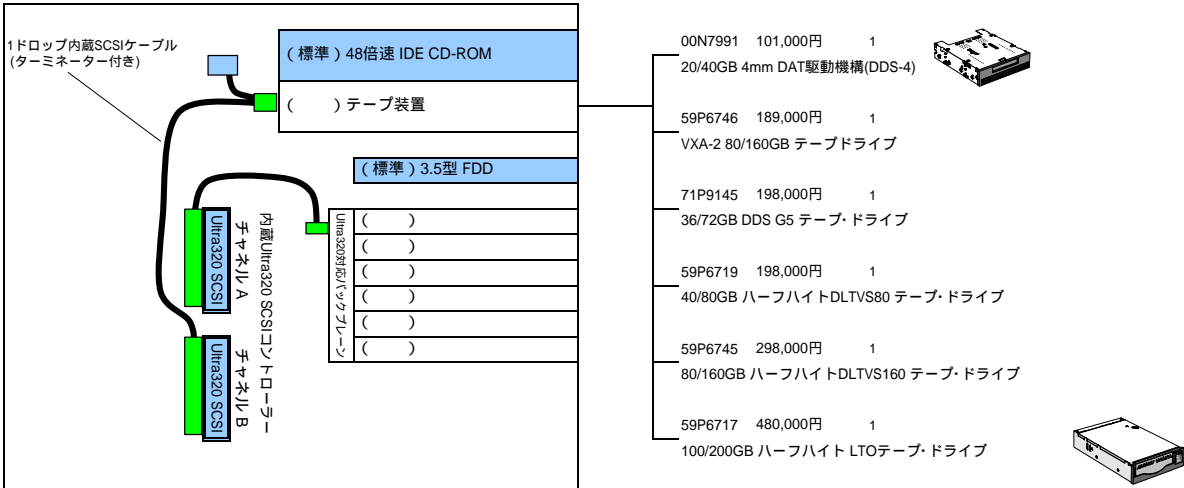 1ドロップ内蔵SCSIケーブル
(ターミネーター付き)
(標準) 48倍速 IDE CD-ROM
(　　) テープ装置
(標準) 3.5型 FDD
Ultra320対応バックプレーン
(　　)
(　　)
(　　)
(　　)
(　　)
(　　)
内蔵Ultra320 SCSIコントローラー
チャネル A
Ultra320 SCSI
チャネル B
Ultra320 SCSI
00N7991 101,000円 1
20/40GB 4mm DAT駆動機構(DDS-4)
59P6746 189,000円 1
VXA-2 80/160GB テープドライブ
71P9145 198,000円 1
36/72GB DDS G5 テープ・ドライブ
59P6719 198,000円 1
40/80GB ハーフハイトDLTVS80 テープ・ドライブ
59P6745 298,000円 1
80/160GB ハーフハイトDLTVS160 テープ・ドライブ
59P6717 480,000円 1
100/200GB ハーフハイト LTOテープ・ドライブ